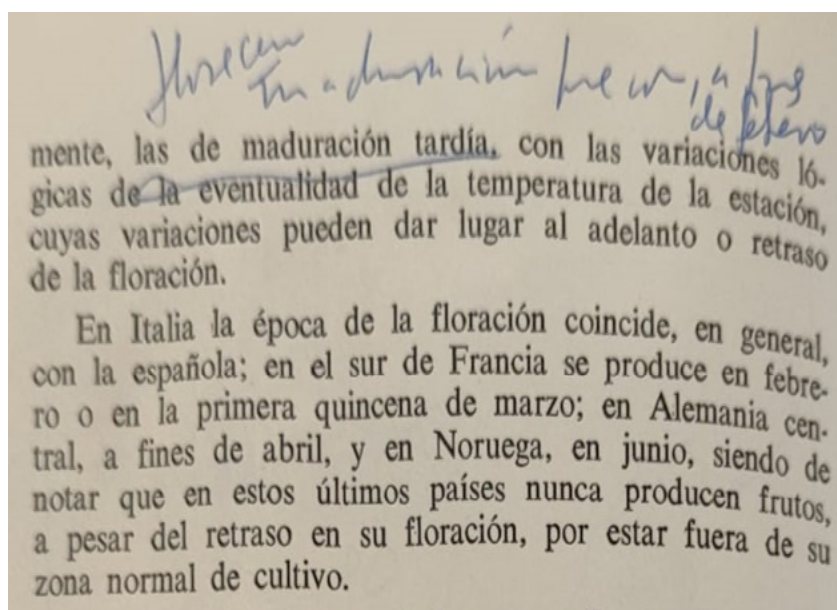 florecen
maduración precoz, a fines
de febrero
mente, las de maduración tardía, con las variaciones ló-
gicas de la eventualidad de la temperatura de la estación,
cuyas variaciones pueden dar lugar al adelanto o retraso
de la floración.
En Italia la época de la floración coincide, en general,
con la española; en el sur de Francia se produce en febre-
ro o en la primera quincena de marzo; en Alemania cen-
tral, a fines de abril, y en Noruega, en junio, siendo de
notar que en estos últimos países nunca producen frutos,
a pesar del retraso en su floración, por estar fuera de su
zona normal de cultivo.